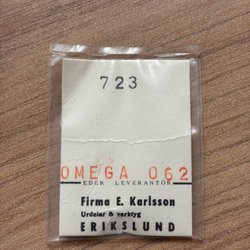 723
OMEGA 062
EDER LEVERANTÖR
Firma E. Karlsson
Urdelar & verktyg
ERIKSLUND